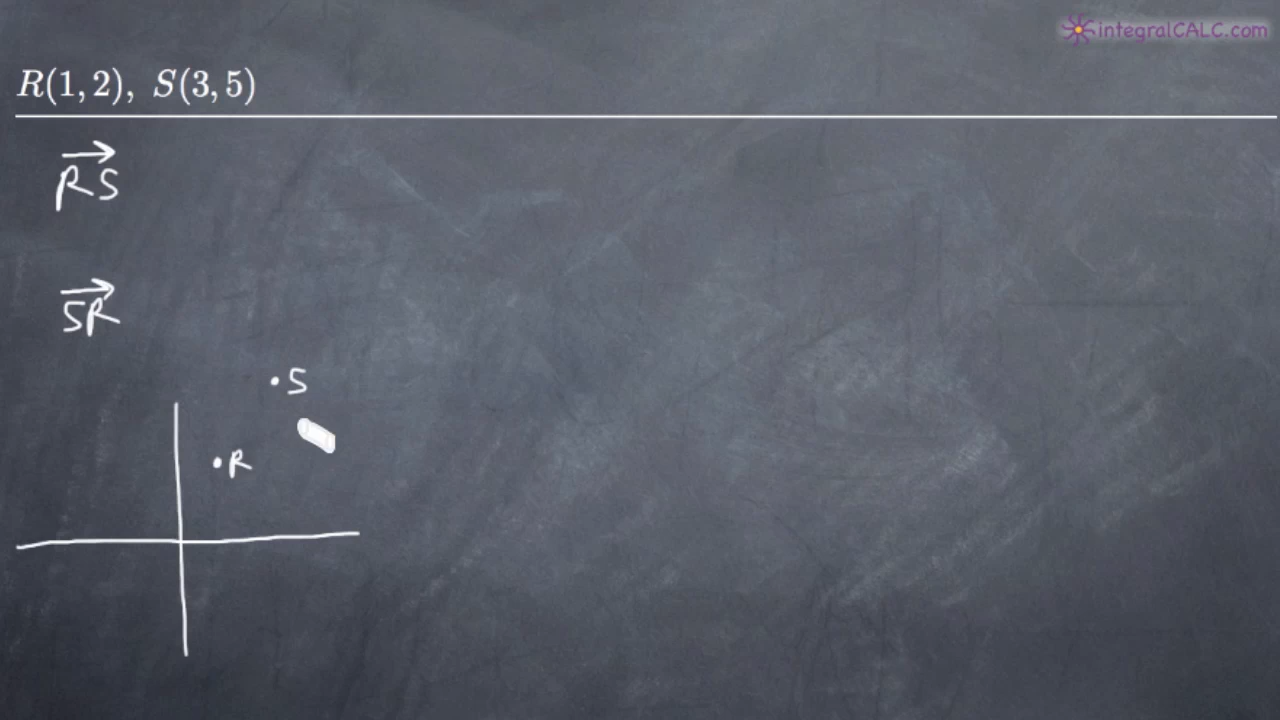 integralCALC.com
R(1, 2), S(3, 5)
RS
SR
S
R